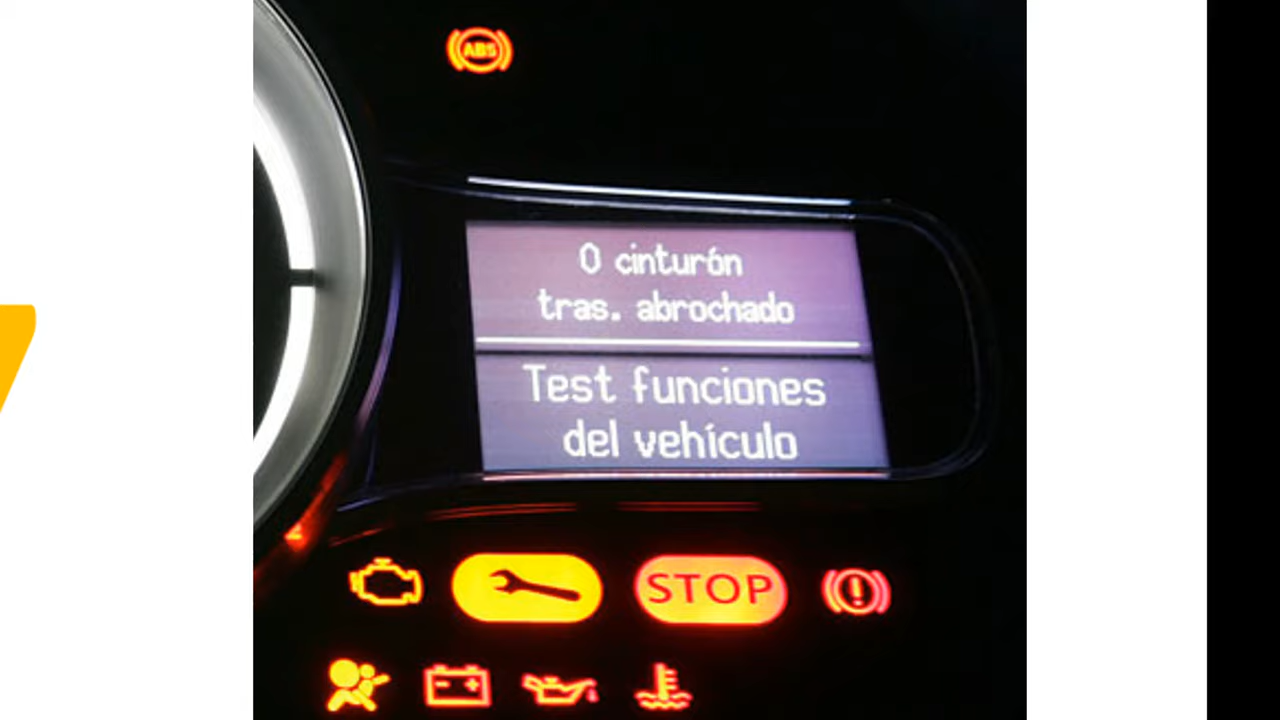 ABS
0 cinturón
tras. abrochado
Test funciones
del vehículo
STOP